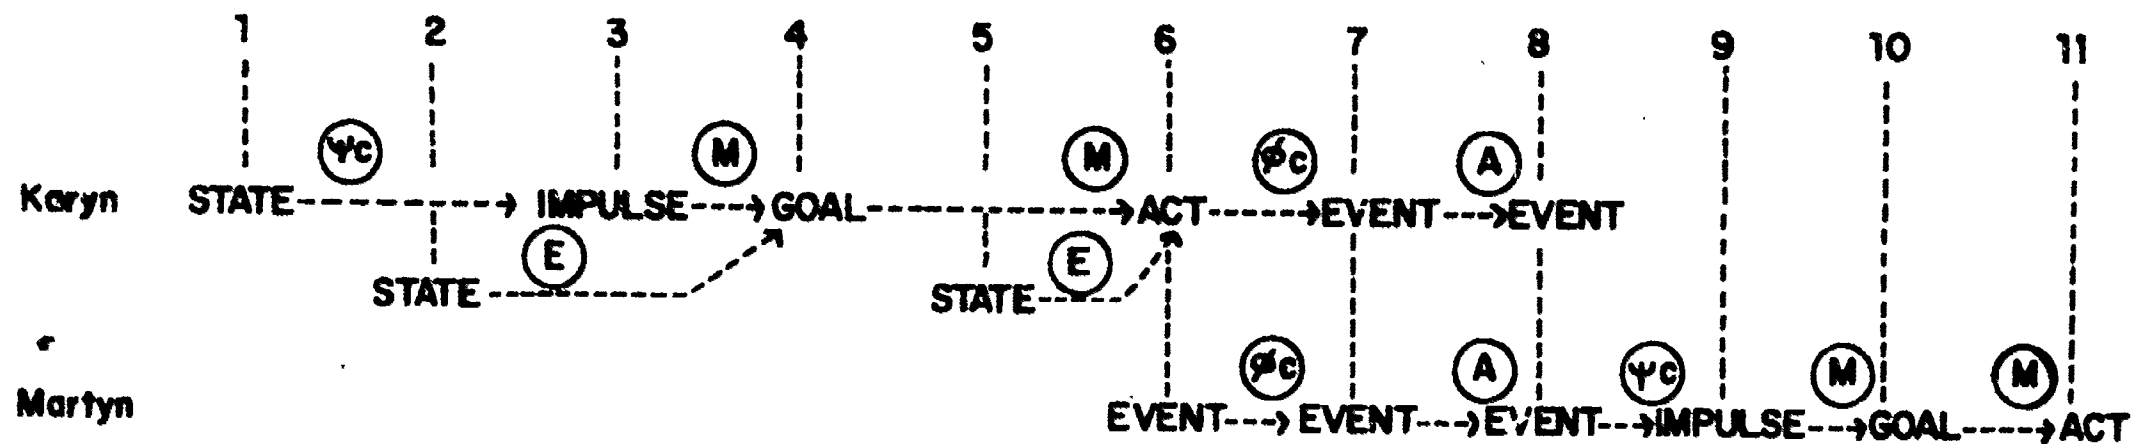 1 2 3 4 5 6 7 8 9 10 11
Ψc M M Øc A
Karyn STATE IMPULSE GOAL ACT EVENT EVENT
E E
STATE STATE
Øc A Ψc M M
Martyn EVENT EVENT EVENT IMPULSE GOAL ACT